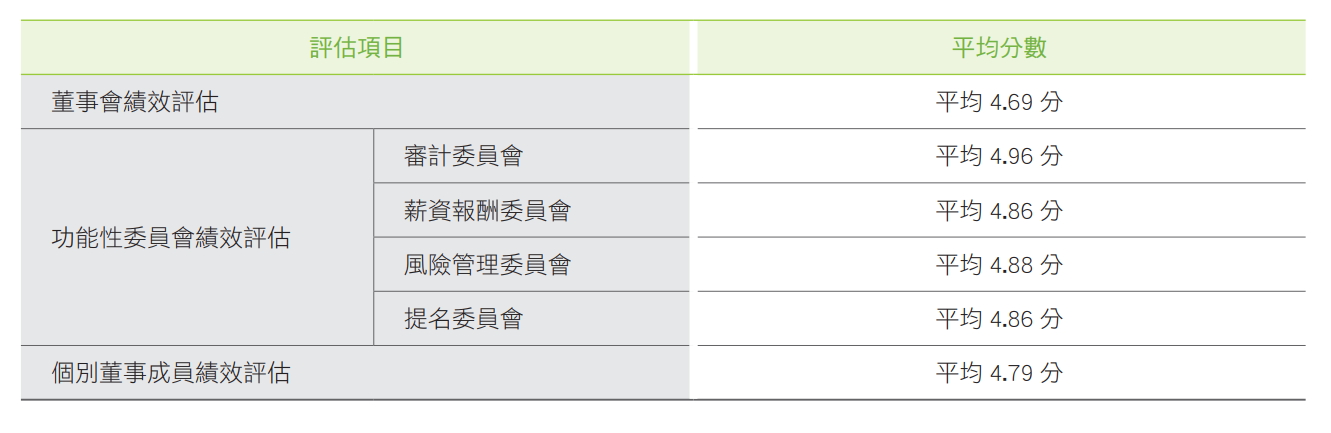 評估項目 平均分數
董事會績效評估 平均 4.69 分
審計委員會 平均 4.96 分
薪資報酬委員會 平均 4.86 分
功能性委員會績效評估
風險管理委員會 平均 4.88 分
提名委員會 平均 4.86 分
個別董事成員績效評估 平均 4.79 分